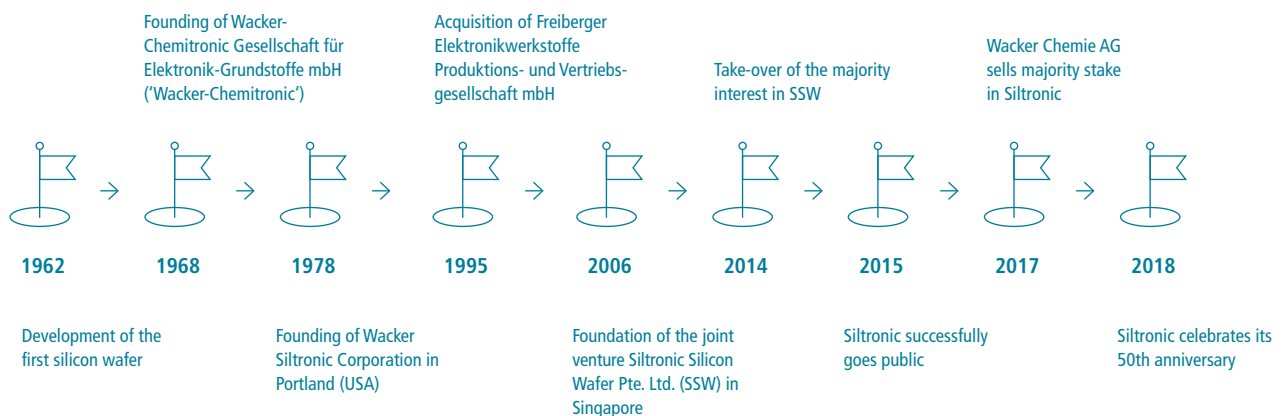 Founding of Wacker-
Chemitronic Gesellschaft für
Elektronik-Grundstoffe mbH
('Wacker-Chemitronic')
Acquisition of Freiberger
Elektronikwerkstoffe
Produktions- und Vertriebs-
gesellschaft mbH
Take-over of the majority
interest in SSW
Wacker Chemie AG
sells majority stake
in Siltronic
1962
1968
1978
1995
2006
2014
2015
2017
2018
Development of the
first silicon wafer
Founding of Wacker
Siltronic Corporation in
Portland (USA)
Foundation of the joint
venture Siltronic Silicon
Wafer Pte. Ltd. (SSW) in
Singapore
Siltronic successfully
goes public
Siltronic celebrates its
50th anniversary